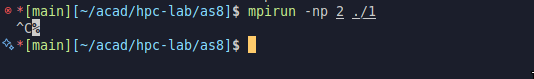 *[main][~/acad/hpc-lab/as8]$ mpirun -np 2 ./1
^C%
*[main][~/acad/hpc-lab/as8]$